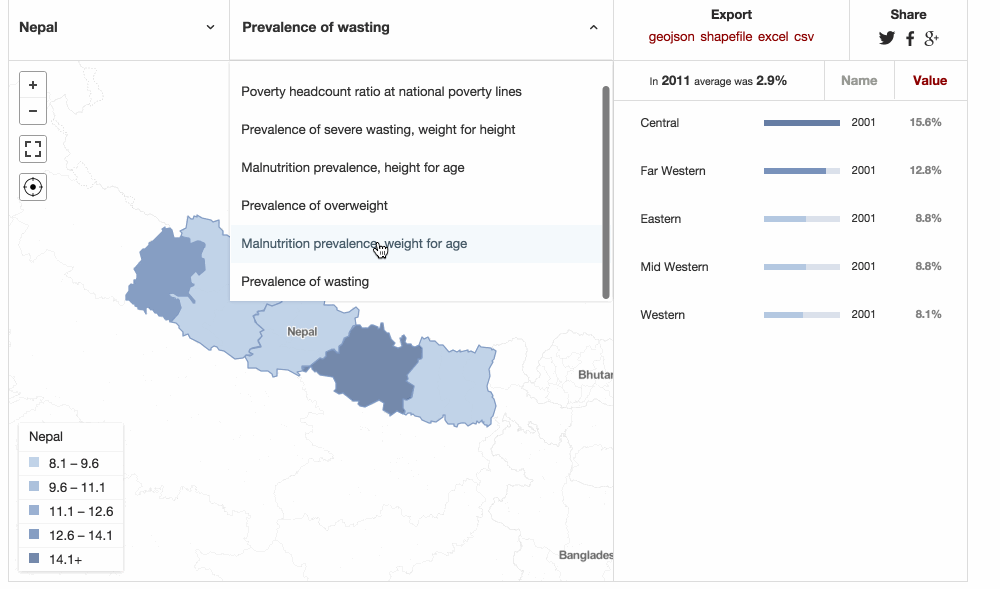 Nepal
Prevalence of wasting
Export
geojson shapefile excel csv
Share
g+
Poverty headcount ratio at national poverty lines
Prevalence of severe wasting, weight for height
Malnutrition prevalence, height for age
Prevalence of overweight
Malnutrition prevalence, weight for age
Prevalence of wasting
+
−
In 2011 average was 2.9%
Name
Value
Central 2001 15.6%
Far Western 2001 12.8%
Eastern 2001 8.8%
Mid Western 2001 8.8%
Western 2001 8.1%
Nepal
Bhutan
Banglades
Nepal
8.1 – 9.6
9.6 – 11.1
11.1 – 12.6
12.6 – 14.1
14.1+